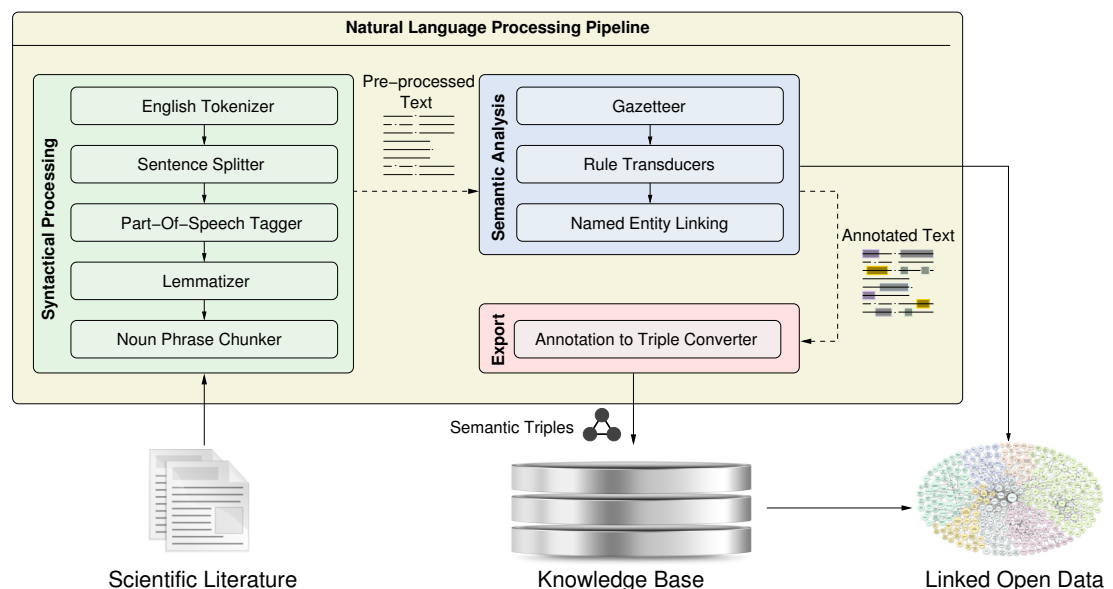 Natural Language Processing Pipeline
Syntactical Processing
English Tokenizer
Sentence Splitter
Part-Of-Speech Tagger
Lemmatizer
Noun Phrase Chunker
Pre-processed
Text
Semantic Analysis
Gazetteer
Rule Transducers
Named Entity Linking
Annotated Text
Export
Annotation to Triple Converter
Semantic Triples
Scientific Literature
Knowledge Base
Linked Open Data